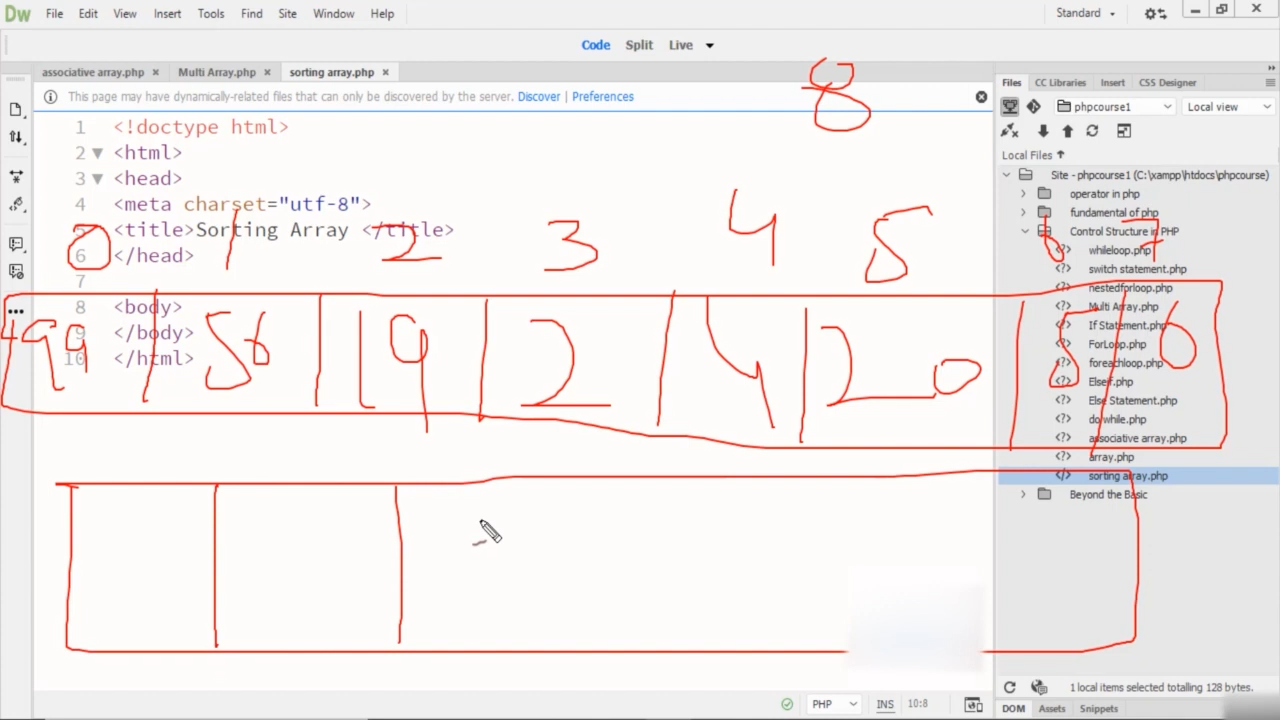 Dw File Edit View Insert Tools Find Site Window Help Standard
Code Split Live
associative array.php × Multi Array.php × sorting array.php ×
This page may have dynamically-related files that can only be discovered by the server. Discover | Preferences
8
1 <!doctype html>
2 <html>
3 <head>
4 <meta charset="utf-8">
5 <title>Sorting Array </title>
6 </head>
7
8 <body>
9 </body>
10 </html>
0 1 2 3 4 5 6 7
99 56 19 2 4 20 5 6
Files CC Libraries Insert CSS Designer
phpcourse1 Local view
Local Files
Site - phpcourse1 (C:\xampp\htdocs\phpcourse)
operator in php
fundamental of php
Control Structure in PHP
whileloop.php
switch statement.php
nestedforloop.php
Multi Array.php
If Statement.php
ForLoop.php
foreachloop.php
Elseif.php
Else Statement.php
do while.php
associative array.php
array.php
sorting array.php
Beyond the Basic
1 local items selected totalling 128 bytes.
PHP INS 10:8
DOM Assets Snippets